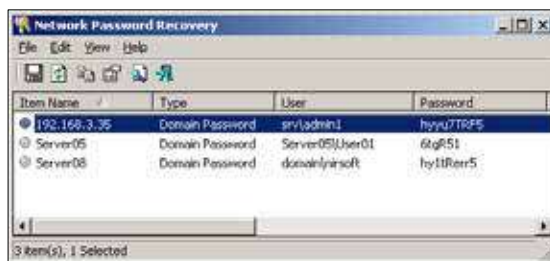 Network Password Recovery
File Edit View Help
Item Name / Type User Password
192.168.3.35 Domain Password srv\admin1 hyyu7TRF5
Server05 Domain Password Server05\User01 6tgR51
Server08 Domain Password domain\nirsoft hy1tRerr5
3 item(s), 1 Selected